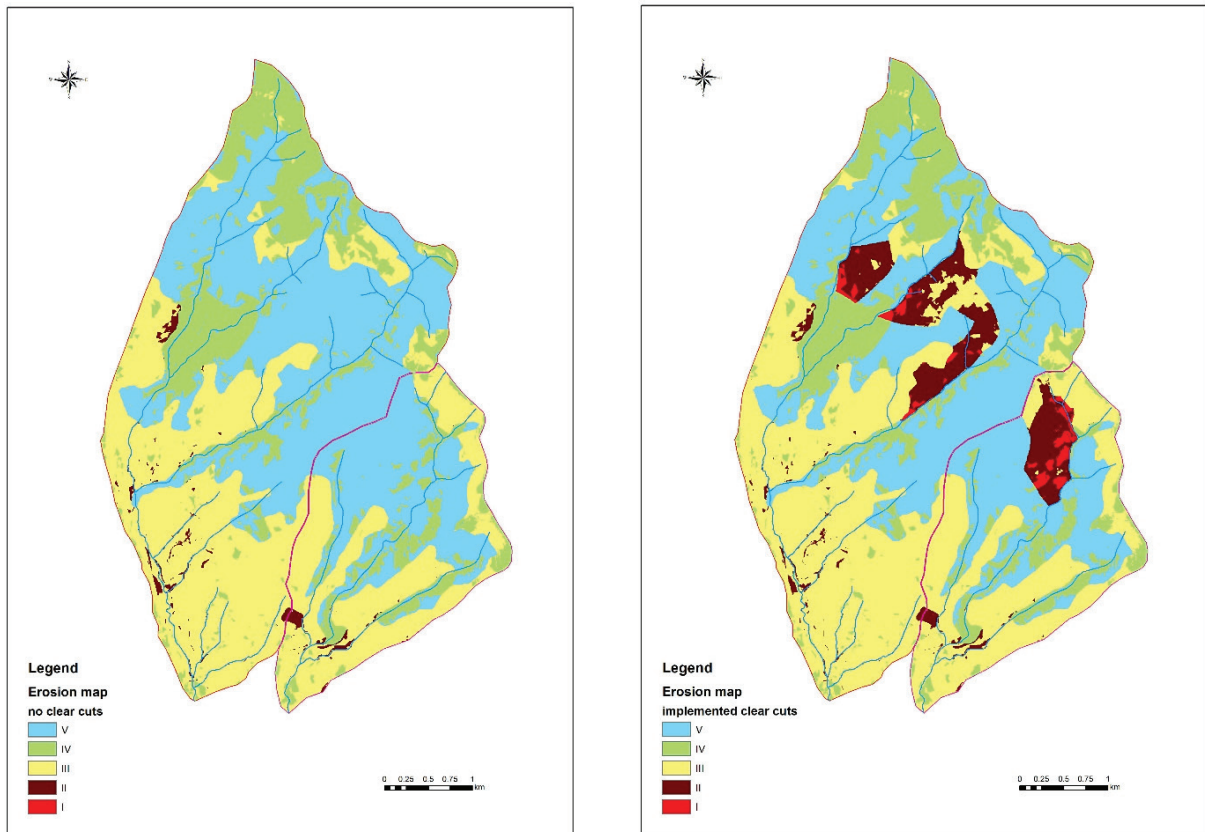 Legend
Erosion map
no clear cuts
V
IV
III
II
I
0 0.25 0.5 0.75 1
km
Legend
Erosion map
implemented clear cuts
V
IV
III
II
I
0 0.25 0.5 0.75 1
km